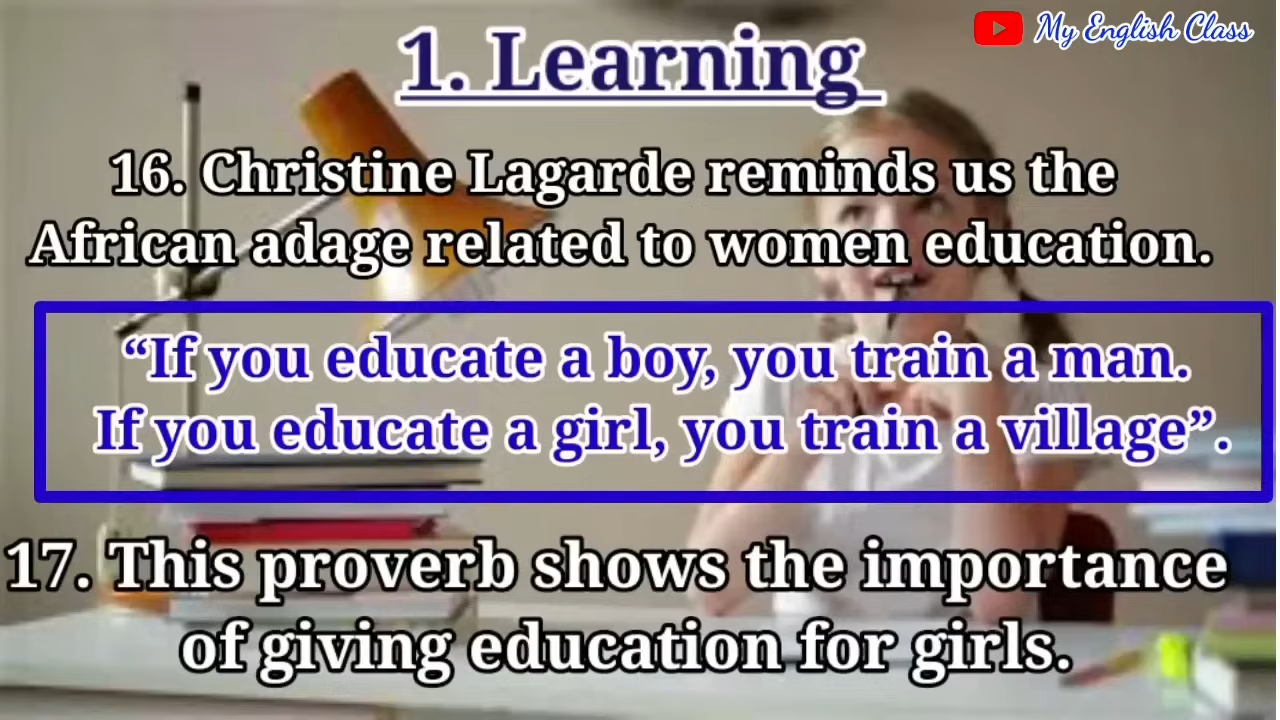 My English Class
1. Learning
16. Christine Lagarde reminds us the
African adage related to women education.
“If you educate a boy, you train a man.
If you educate a girl, you train a village”.
17. This proverb shows the importance
of giving education for girls.